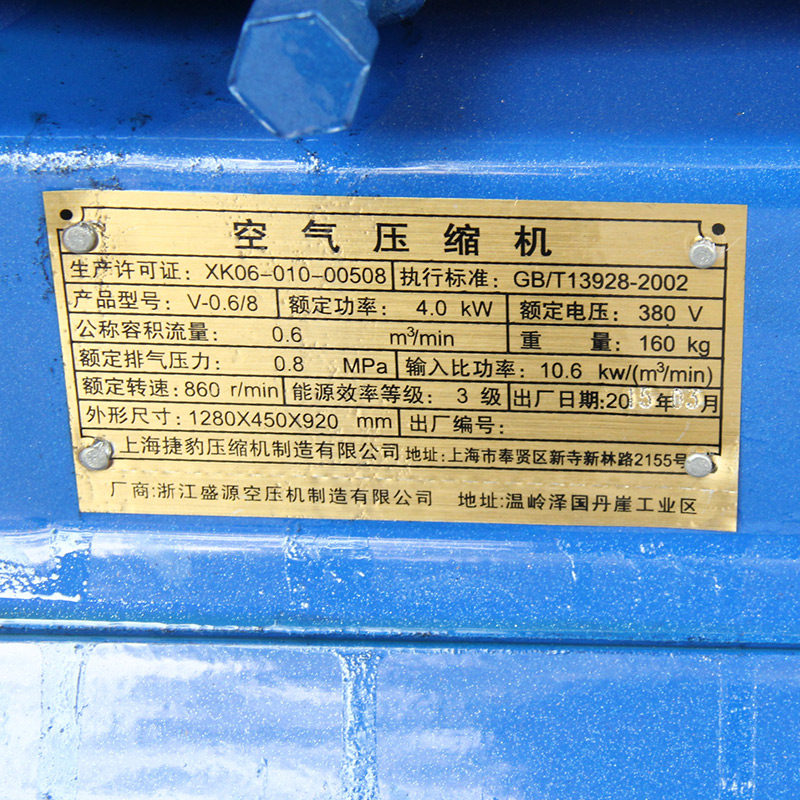 空气压缩机
生产许可证: XK06-010-00508 执行标准: GB/T13928-2002
产品型号: V-0.6/8 额定功率: 4.0 kW 额定电压: 380 V
公称容积流量: 0.6 m³/min 重 量: 160 kg
额定排气压力: 0.8 MPa 输入比功率: 10.6 kw/(m³/min)
额定转速: 860 r/min 能源效率等级: 3 级 出厂日期: 2015年03月
外形尺寸: 1280X450X920 mm 出厂编号:
上海捷豹压缩机制造有限公司 地址: 上海市奉贤区新寺新林路2155号
厂商: 浙江盛源空压机制造有限公司 地址: 温岭泽国丹崖工业区